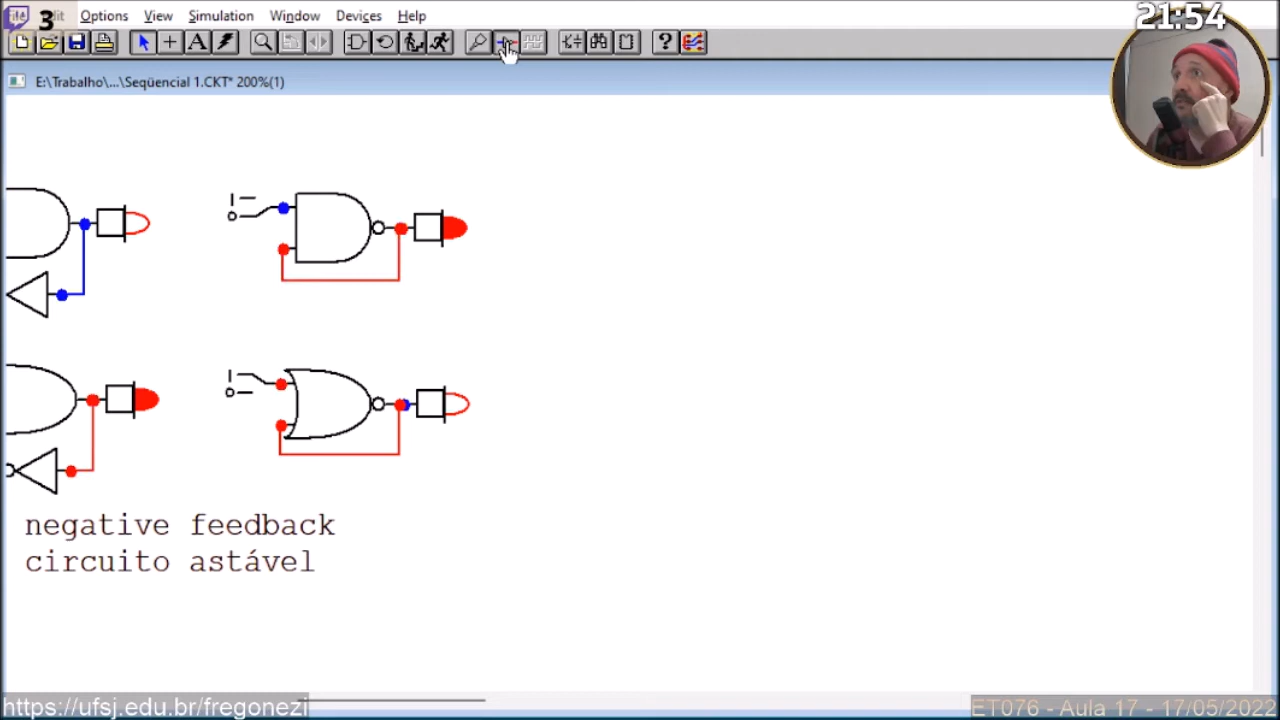 3
21:54
Options View Simulation Window Devices Help
E:\Trabalho\...\Seqüencial 1.CKT* 200%(1)
negative feedback
circuito astável
https://ufsj.edu.br/fregonezi
ET076 - Aula 17 - 17/05/2022